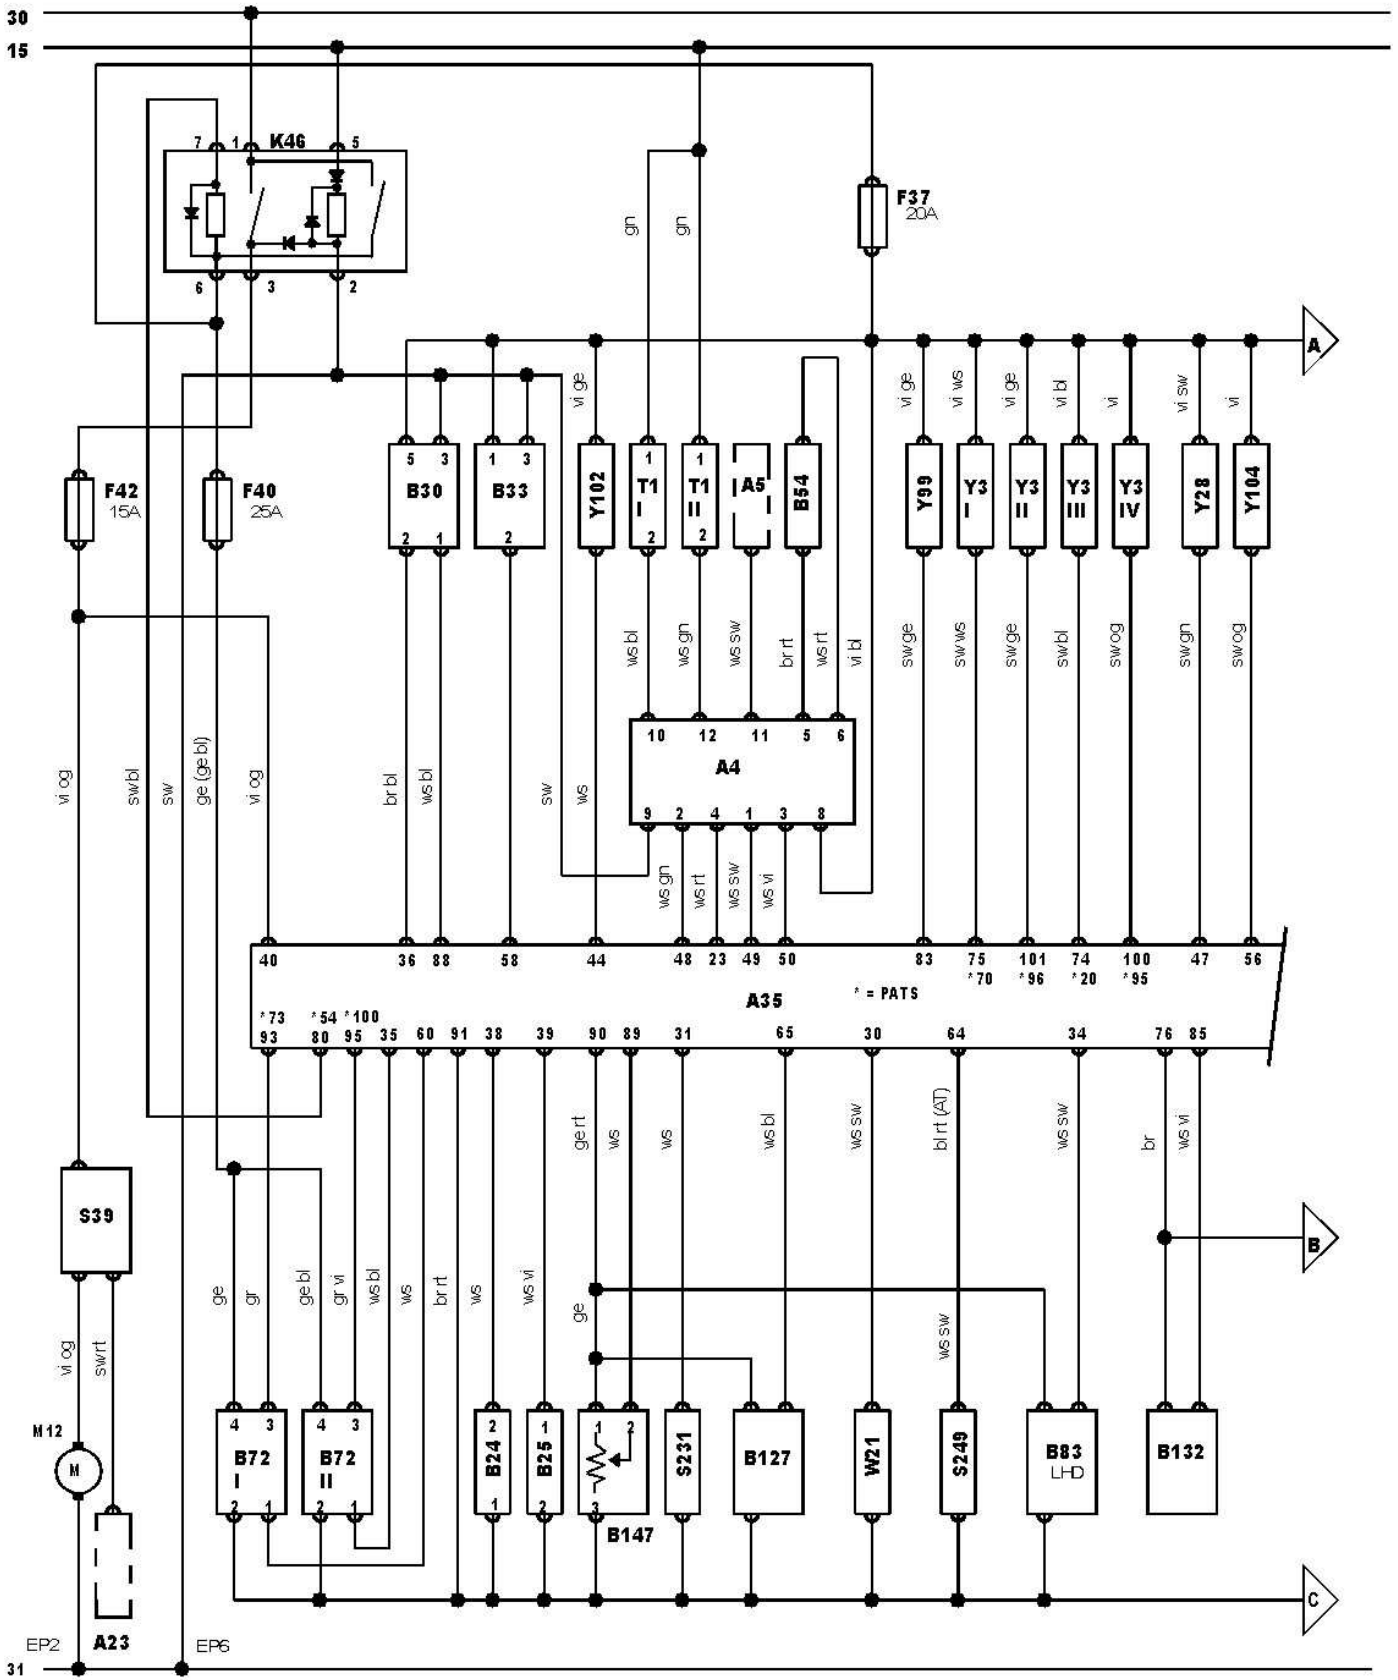 30
15
7 1 K46 5
6 3 2
F37
20A
gn gn
vi ge vi ge vi ws vi ge vi bl vi vi sw vi
A
F42
15A
F40
25A
5 3
B30
2 1
1 3
B33
2
Y102
1
T1
I
2
1
T1
II
2
A5
B54
Y99
Y3
I
Y3
II
Y3
III
Y3
IV
Y28
Y104
ws bl ws gn ws sw br rt ws rt vi bl
sw ge sw ws sw ge sw bl sw og sw gn sw og
vi og sw bl sw ge (ge bl) vi og br bl ws bl sw ws
10 12 11 5 6
A4
9 2 4 1 3 8
ws gn ws rt ws sw ws vi
40 36 88 58 44 48 23 49 50 83 75 101 74 100 47 56
*70 *96 *20 *95
A35
* = PATS
*73 *54 *100
93 80 95 35 60 91 38 39 90 89 31 65 30 64 34 76 85
ge rt ws ws ws bl ws sw bl rt (AT) ws sw br ws vi
S39
B
ge gr ge bl gr vi ws bl ws br rt ws ws vi ge ws sw
vi og sw rt
M12
M
4 3
B72
I
2 1
4 3
B72
II
2 1
2
B24
1
1
B25
2
1 2
3
B147
S231
B127
W21
S249
B83
LHD
B132
C
EP2
A23
EP6
31